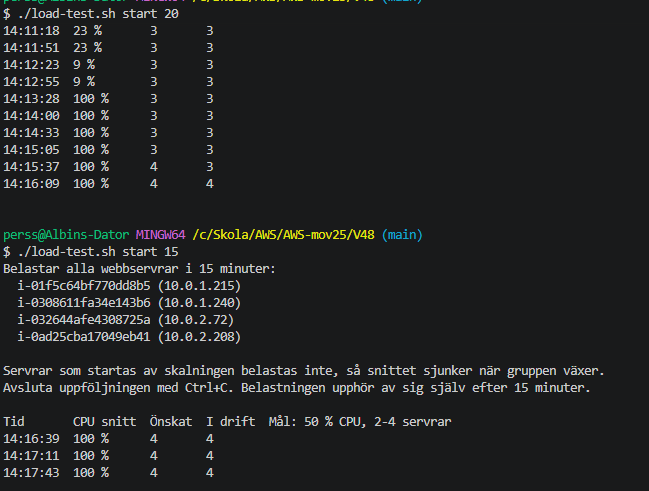 $ ./load-test.sh start 20
14:11:18 23 % 3 3
14:11:51 23 % 3 3
14:12:23 9 % 3 3
14:12:55 9 % 3 3
14:13:28 100 % 3 3
14:14:00 100 % 3 3
14:14:33 100 % 3 3
14:15:05 100 % 3 3
14:15:37 100 % 4 3
14:16:09 100 % 4 4
perss@Albins-Dator MINGW64 /c/Skola/AWS/AWS-mov25/V48 (main)
$ ./load-test.sh start 15
Belastar alla webbservrar i 15 minuter:
i-01f5c64bf770dd8b5 (10.0.1.215)
i-0308611fa34e143b6 (10.0.1.240)
i-032644afe4308725a (10.0.2.72)
i-0ad25cba17049eb41 (10.0.2.208)
Servrar som startas av skalningen belastas inte, så snittet sjunker när gruppen växer.
Avsluta uppföljningen med Ctrl+C. Belastningen upphör av sig själv efter 15 minuter.
Tid CPU snitt Önskat I drift Mål: 50 % CPU, 2-4 servrar
14:16:39 100 % 4 4
14:17:11 100 % 4 4
14:17:43 100 % 4 4